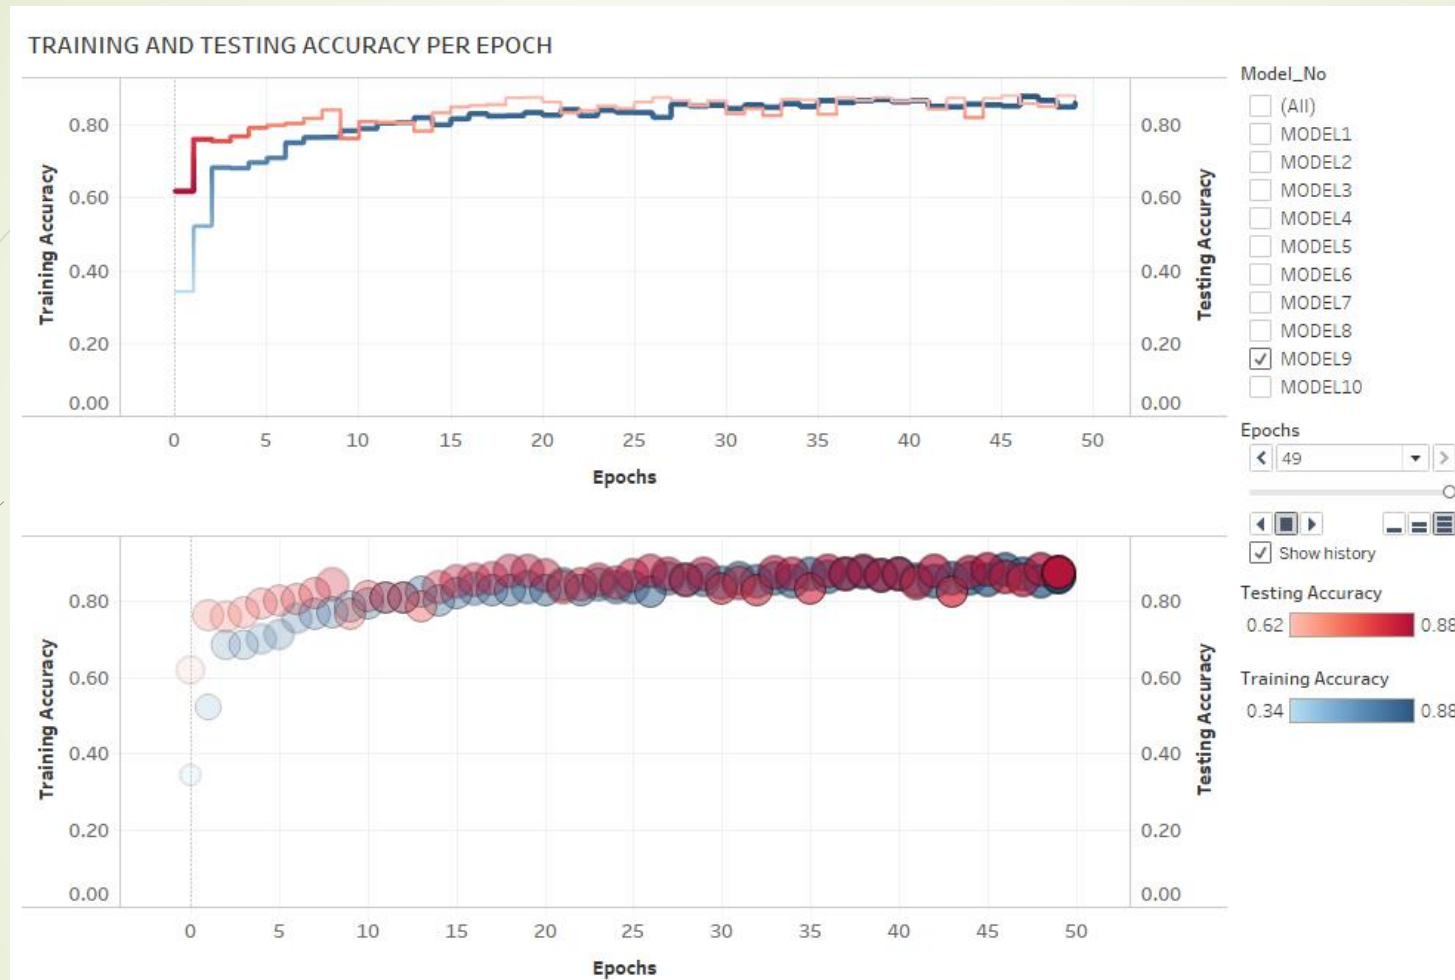 TRAINING AND TESTING ACCURACY PER EPOCH
Training Accuracy
0.80
0.60
0.40
0.20
0.00
0.80
0.60
0.40
0.20
0.00
Testing Accuracy
0 5 10 15 20 25 30 35 40 45 50
Epochs
Training Accuracy
0.80
0.60
0.40
0.20
0.00
0.80
0.60
0.40
0.20
0.00
Testing Accuracy
0 5 10 15 20 25 30 35 40 45 50
Epochs
Model_No
(All)
MODEL1
MODEL2
MODEL3
MODEL4
MODEL5
MODEL6
MODEL7
MODEL8
MODEL9
MODEL10
Epochs
49
Show history
Testing Accuracy
0.62 0.88
Training Accuracy
0.34 0.88